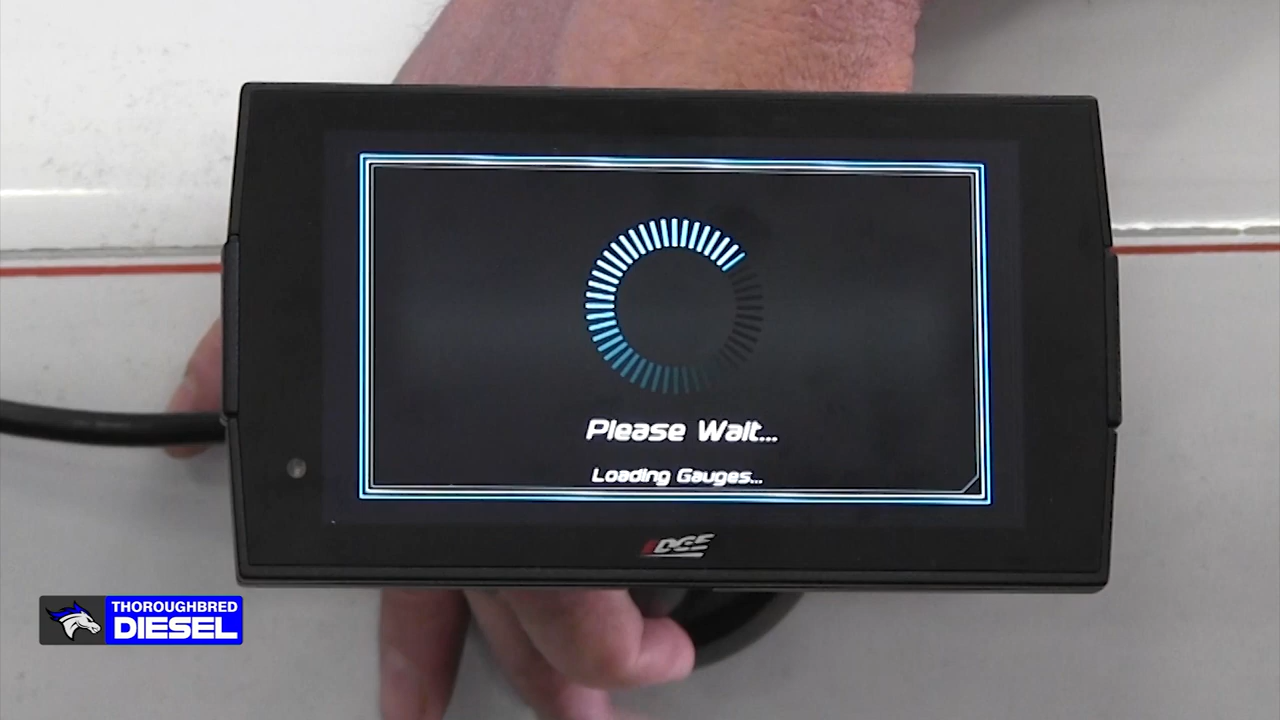 Please Wait...
Loading Gauges...
EDGE
THOROUGHBRED
DIESEL